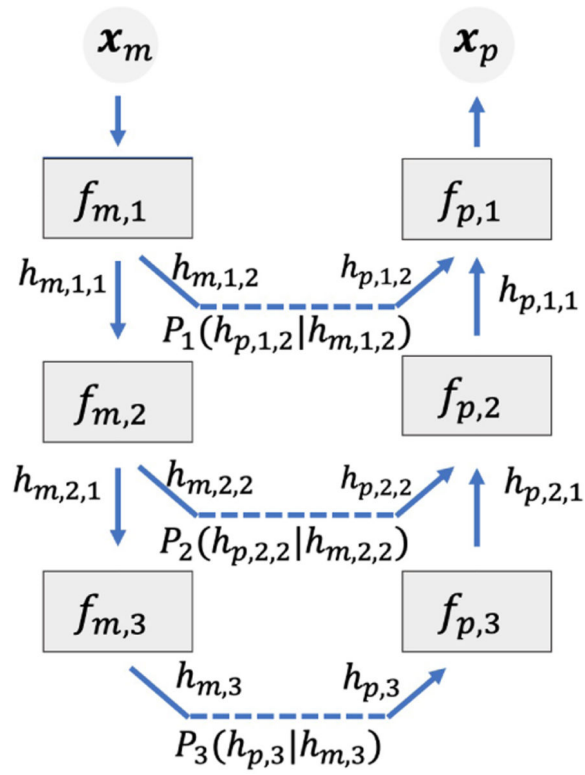 x_m x_p
f_{m,1} f_{p,1}
h_{m,1,1} h_{m,1,2} h_{p,1,2} h_{p,1,1}
P_1(h_{p,1,2}|h_{m,1,2})
f_{m,2} f_{p,2}
h_{m,2,1} h_{m,2,2} h_{p,2,2} h_{p,2,1}
P_2(h_{p,2,2}|h_{m,2,2})
f_{m,3} f_{p,3}
h_{m,3} h_{p,3}
P_3(h_{p,3}|h_{m,3})